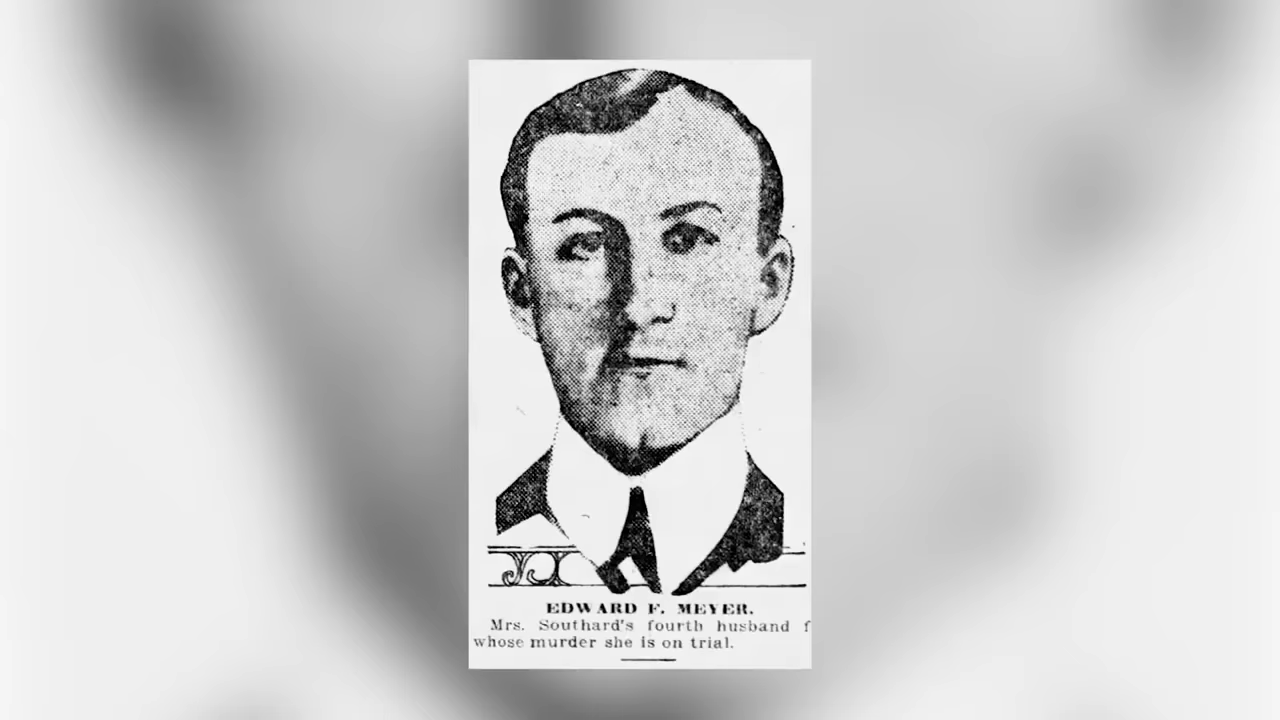 EDWARD F. MEYER.
Mrs. Southard's fourth husband f
whose murder she is on trial.